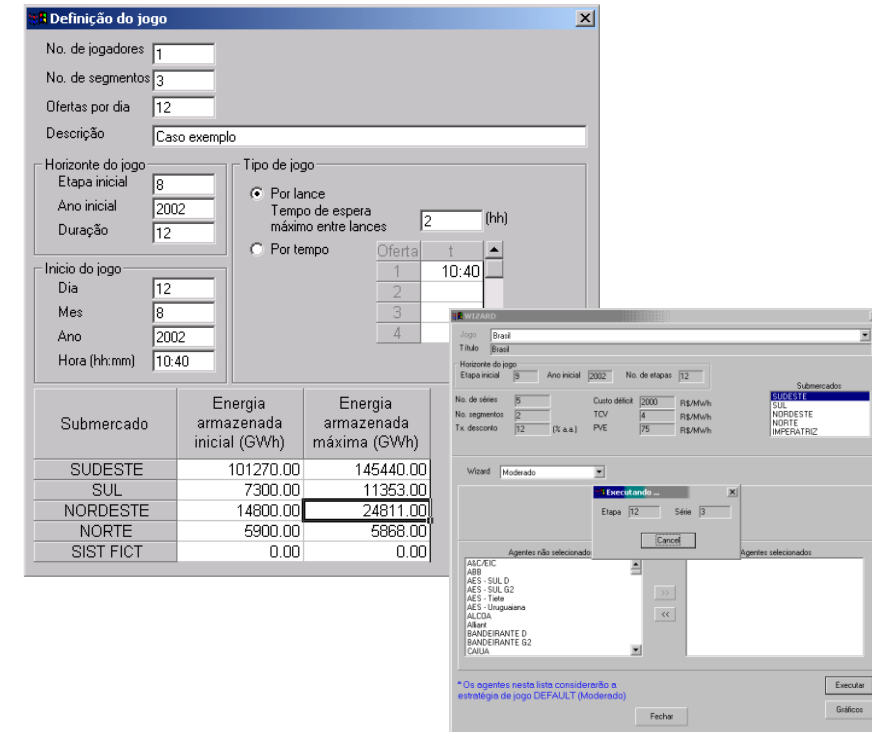 Definição do jogo
No. de jogadores 1
No. de segmentos 3
Ofertas por dia 12
Descrição Caso exemplo
Horizonte do jogo
Etapa inicial 8
Ano inicial 2002
Duração 12
Tipo de jogo
Por lance
Tempo de espera
máximo entre lances 2 (hh)
Por tempo
Oferta t
1 10:40
2
3
4
Inicio do jogo
Dia 12
Mes 8
Ano 2002
Hora (hh:mm) 10:40
Submercado Energia armazenada inicial (GWh) Energia armazenada máxima (GWh)
SUDESTE 101270.00 145440.00
SUL 7300.00 11353.00
NORDESTE 14800.00 24811.00
NORTE 5900.00 5868.00
SIST FICT 0.00 0.00
WIZARD
Jogo Brasil
Título Brasil
Horizonte do jogo
Etapa inicial 9 Ano inicial 2002 No. de etapas 12
No. de séries 5 Custo déficit 2000 R$/MWh
No. segmentos 2 TCV 4 R$/MWh
Tx. desconto 12 (% a.a.) PVE 75 R$/MWh
Submercados
SUDESTE
SUL
NORDESTE
NORTE
IMPERATRIZ
Wizard Moderado
Executando ...
Etapa 12 Série 3
Cancel
Agentes não selecionado
A&C/EIC
ABB
AES - SUL D
AES - SUL G2
AES - Tiete
AES - Uruguaiana
ALCOA
Alliant
BANDEIRANTE D
BANDEIRANTE G2
CAIUA
>>
<<
Agentes selecionados
* Os agentes nesta lista considerarão a
estratégia de jogo DEFAULT (Moderado)
Executar
Gráficos
Fechar